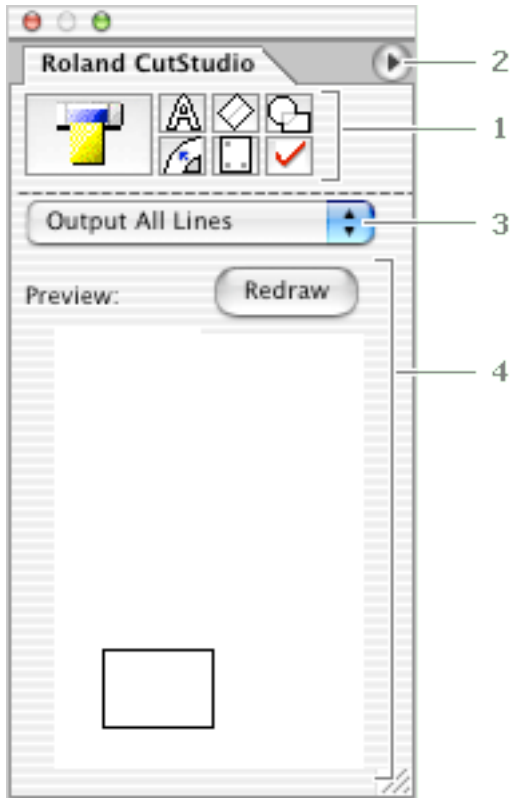 Roland CutStudio
2
1
Output All Lines
3
Preview:
Redraw
4